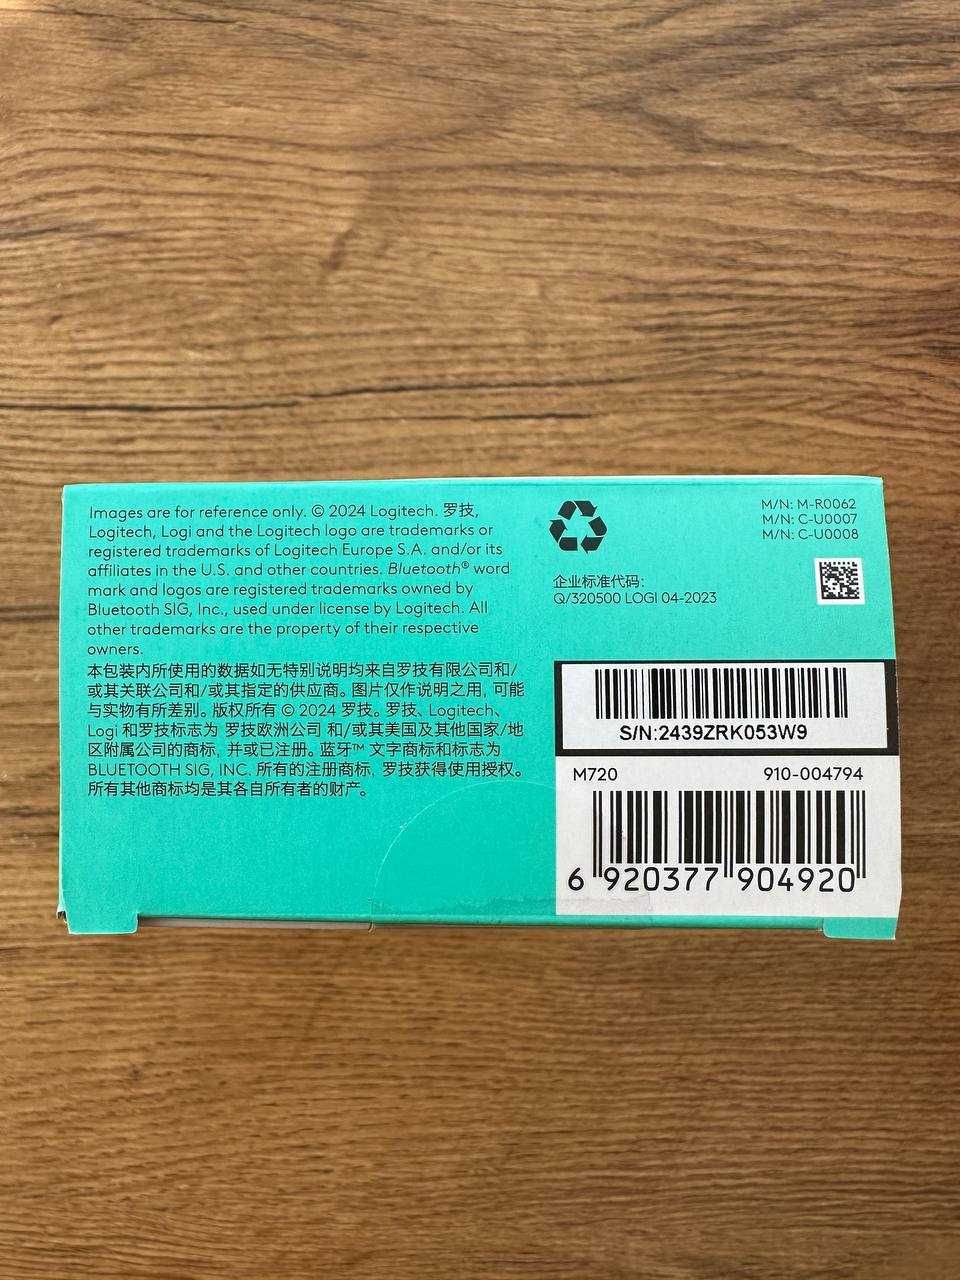 Images are for reference only. © 2024 Logitech. 罗技,
Logitech, Logi and the Logitech logo are trademarks or
registered trademarks of Logitech Europe S.A. and/or its
affiliates in the U.S. and other countries. Bluetooth® word
mark and logos are registered trademarks owned by
Bluetooth SIG, Inc., used under license by Logitech. All
other trademarks are the property of their respective
owners.
本包装内所使用的数据如无特别说明均来自罗技有限公司和/
或其关联公司和/或其指定的供应商。图片仅作说明之用, 可能
与实物有所差别。版权所有 © 2024 罗技。罗技、Logitech、
Logi 和罗技标志为 罗技欧洲公司 和/或其美国及其他国家/地
区附属公司的商标, 并或已注册。蓝牙™ 文字商标和标志为
BLUETOOTH SIG, INC. 所有的注册商标, 罗技获得使用授权。
所有其他商标均是其各自所有者的财产。
企业标准代码:
Q/320500 LOGI 04-2023
M/N: M-R0062
M/N: C-U0007
M/N: C-U0008
S/N:2439ZRK053W9
M720 910-004794
6 920377 904920